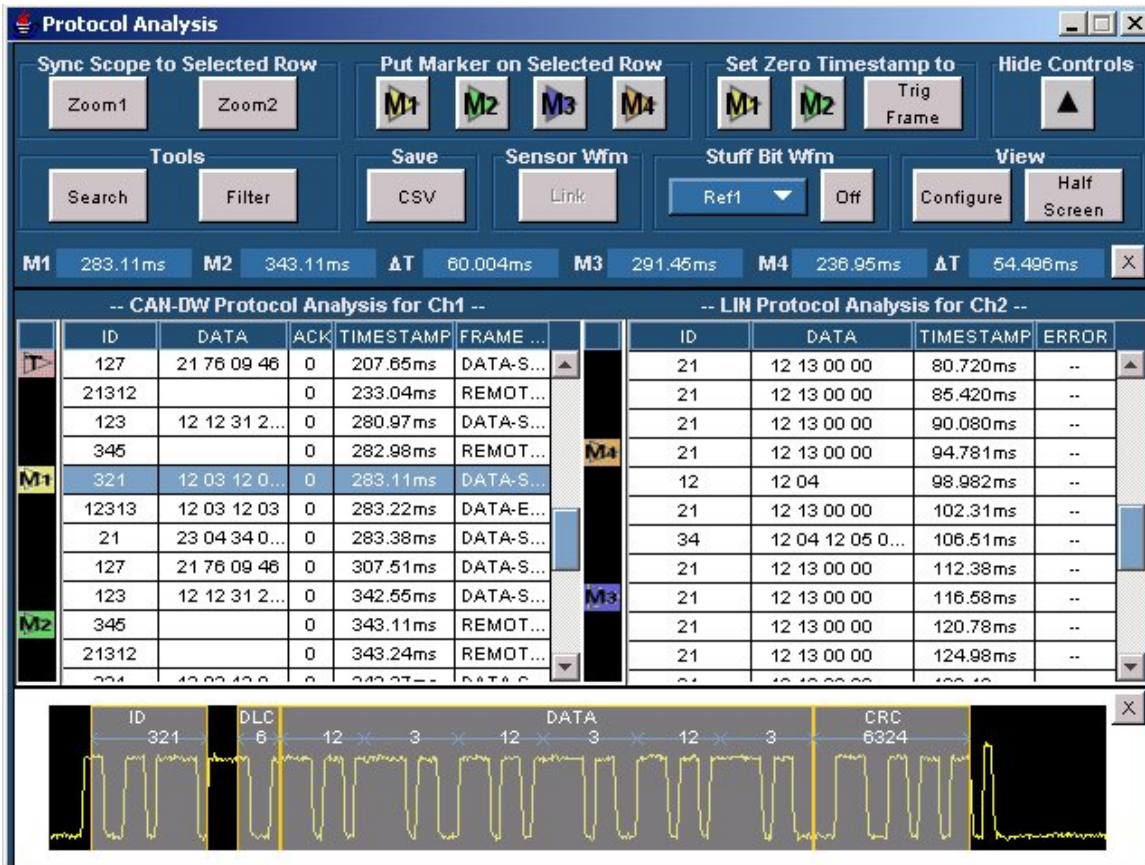 Protocol Analysis
Sync Scope to Selected Row Put Marker on Selected Row Set Zero Timestamp to Hide Controls
Zoom1 Zoom2 M1 M2 M3 M4 M1 M2 Trig Frame
Tools Save Sensor Wfm Stuff Bit Wfm View
Search Filter CSV Link Ref1 Off Configure Half Screen
M1 283.11ms M2 343.11ms ΔT 60.004ms M3 291.45ms M4 236.95ms ΔT 54.496ms X
-- CAN-DW Protocol Analysis for Ch1 -- -- LIN Protocol Analysis for Ch2 --
ID DATA ACK TIMESTAMP FRAME ... ID DATA TIMESTAMP ERROR
T 127 21 76 09 46 0 207.65ms DATA-S... 21 12 13 00 00 80.720ms --
21312 0 233.04ms REMOT... 21 12 13 00 00 85.420ms --
123 12 12 31 2... 0 280.97ms DATA-S... 21 12 13 00 00 90.080ms --
345 0 282.98ms REMOT... M4 21 12 13 00 00 94.781ms --
M1 321 12 03 12 0... 0 283.11ms DATA-S... 12 12 04 98.982ms --
12313 12 03 12 03 0 283.22ms DATA-E... 21 12 13 00 00 102.31ms --
21 23 04 34 0... 0 283.38ms DATA-S... 34 12 04 12 05 0... 106.51ms --
127 21 76 09 46 0 307.51ms DATA-S... 21 12 13 00 00 112.38ms --
123 12 12 31 2... 0 342.55ms DATA-S... M3 21 12 13 00 00 116.58ms --
M2 345 0 343.11ms REMOT... 21 12 13 00 00 120.78ms --
21312 0 343.24ms REMOT... 21 12 13 00 00 124.98ms --
X
ID DLC DATA CRC
321 6 12 3 12 3 12 3 6324